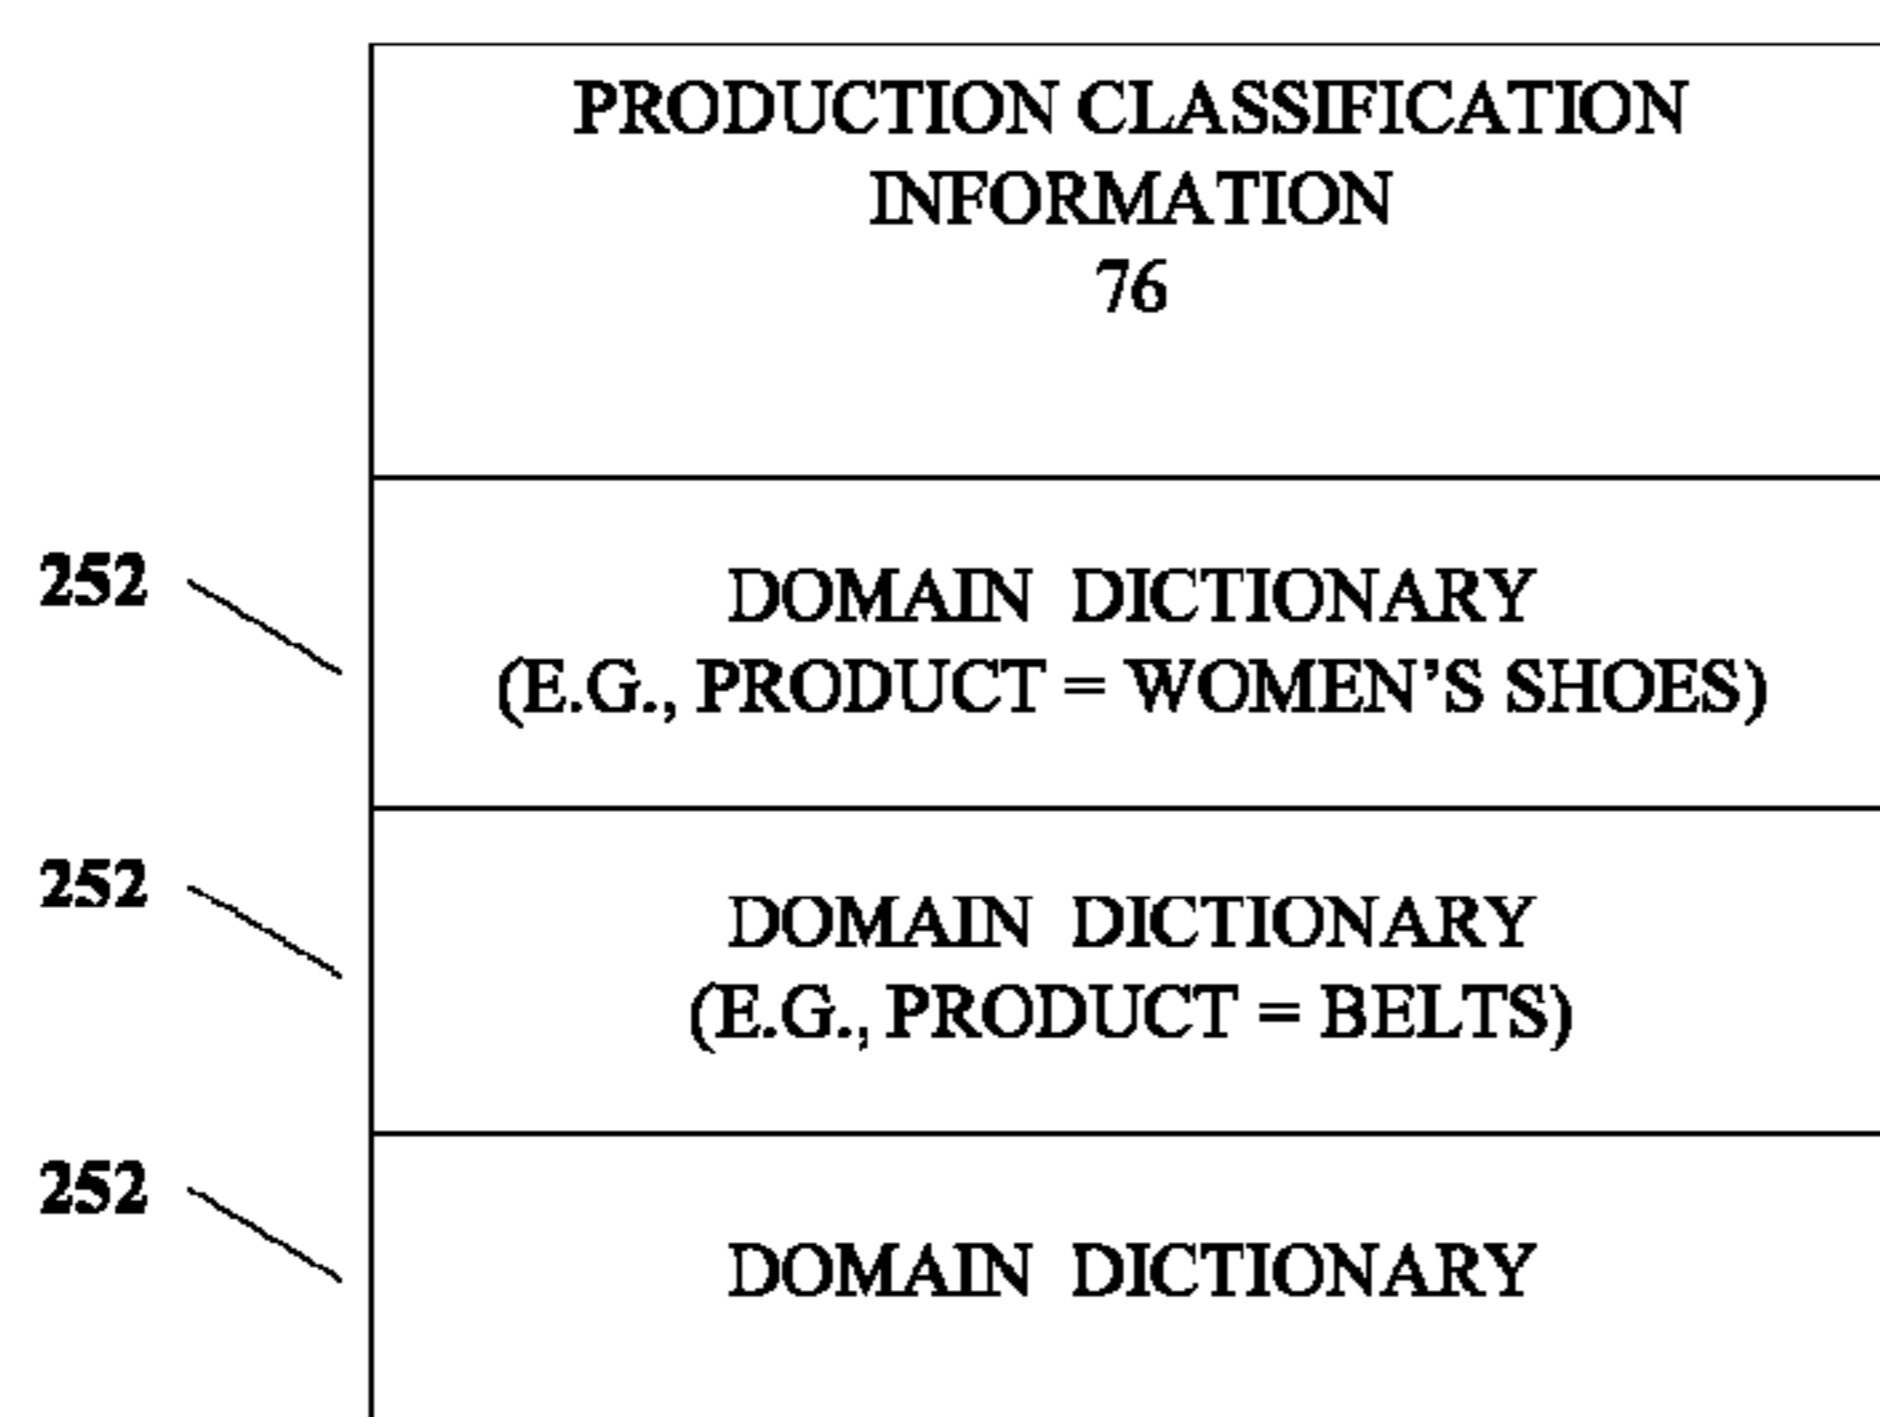 PRODUCTION CLASSIFICATION
INFORMATION
76
252
DOMAIN DICTIONARY
(E.G., PRODUCT = WOMEN’S SHOES)
252
DOMAIN DICTIONARY
(E.G., PRODUCT = BELTS)
252
DOMAIN DICTIONARY